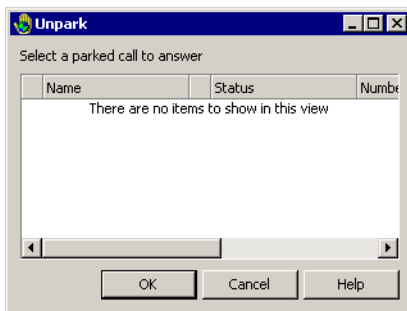 Unpark
Select a parked call to answer
Name Status Numbe
There are no items to show in this view
OK Cancel Help